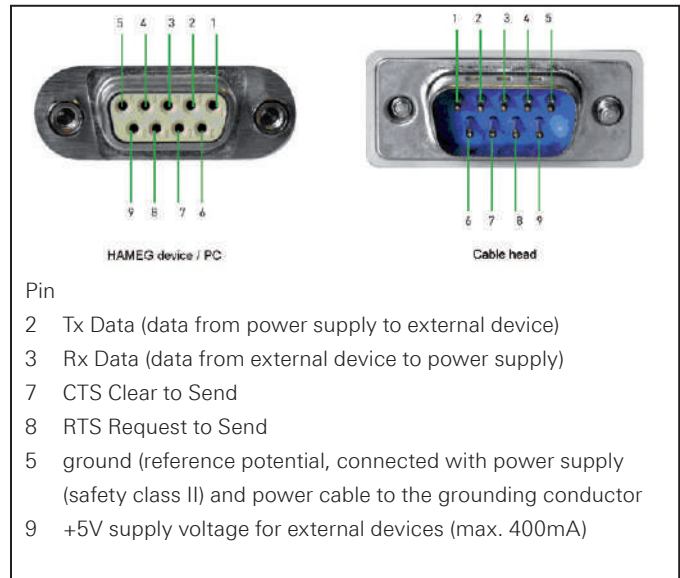 5 4 3 2 1
1 2 3 4 5
9 8 7 6
6 7 8 9
HAMEG device / PC
Cable head
Pin
2 Tx Data (data from power supply to external device)
3 Rx Data (data from external device to power supply)
7 CTS Clear to Send
8 RTS Request to Send
5 ground (reference potential, connected with power supply
(safety class II) and power cable to the grounding conductor
9 +5V supply voltage for external devices (max. 400mA)